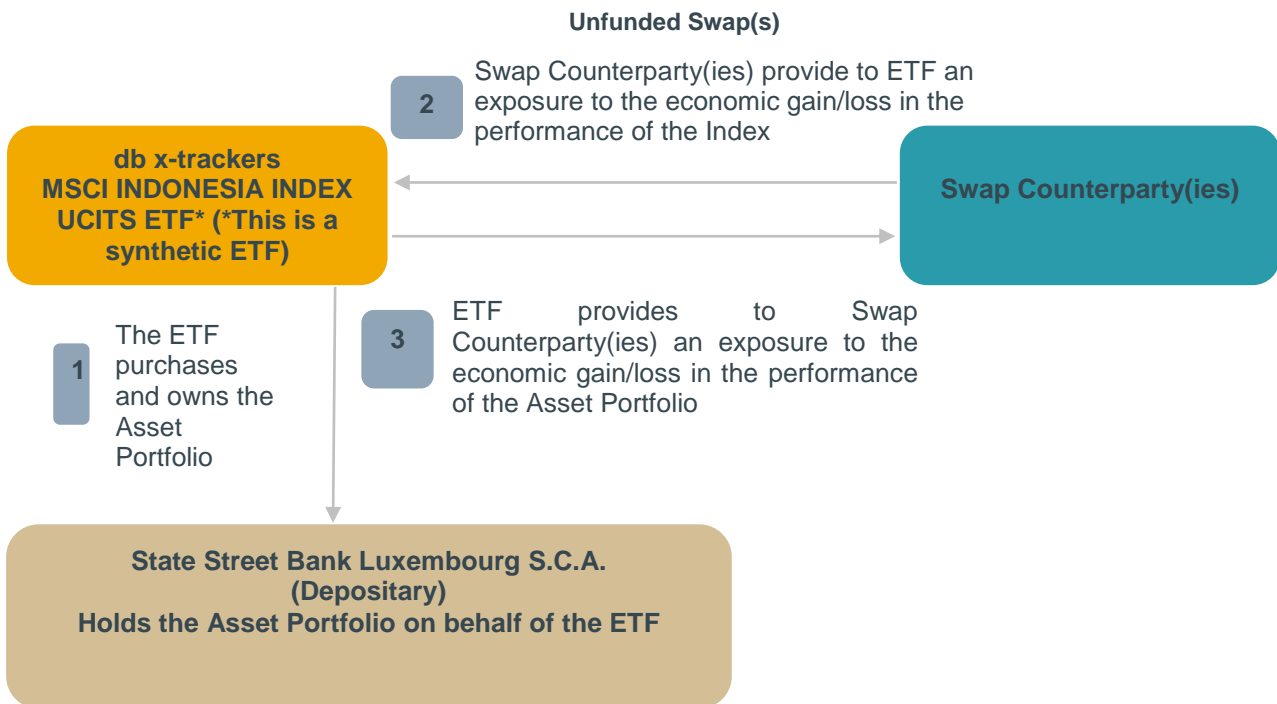 Unfunded Swap(s)
2
Swap Counterparty(ies) provide to ETF an
exposure to the economic gain/loss in the
performance of the Index
db x-trackers
MSCI INDONESIA INDEX
UCITS ETF* (*This is a
synthetic ETF)
Swap Counterparty(ies)
1
The ETF
purchases
and owns the
Asset
Portfolio
3
ETF provides to Swap
Counterparty(ies) an exposure to the
economic gain/loss in the performance
of the Asset Portfolio
State Street Bank Luxembourg S.C.A.
(Depositary)
Holds the Asset Portfolio on behalf of the ETF